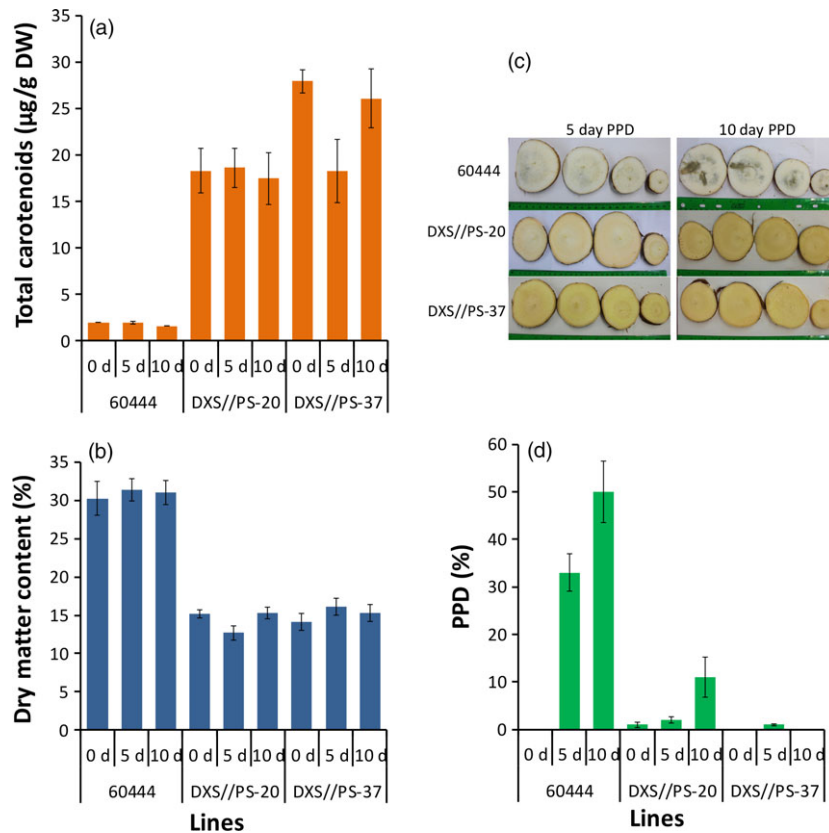 (a)
Total carotenoids (µg/g DW)
35
30
25
20
15
10
5
0
0 d 5 d 10 d 0 d 5 d 10 d 0 d 5 d 10 d
60444 DXS//PS-20 DXS//PS-37
(c)
5 day PPD 10 day PPD
60444
DXS//PS-20
DXS//PS-37
(b)
Dry matter content (%)
35
30
25
20
15
10
5
0
0 d 5 d 10 d 0 d 5 d 10 d 0 d 5 d 10 d
60444 DXS//PS-20 DXS//PS-37
Lines
(d)
PPD (%)
60
50
40
30
20
10
0
0 d 5 d 10 d 0 d 5 d 10 d 0 d 5 d 10 d
60444 DXS//PS-20 DXS//PS-37
Lines